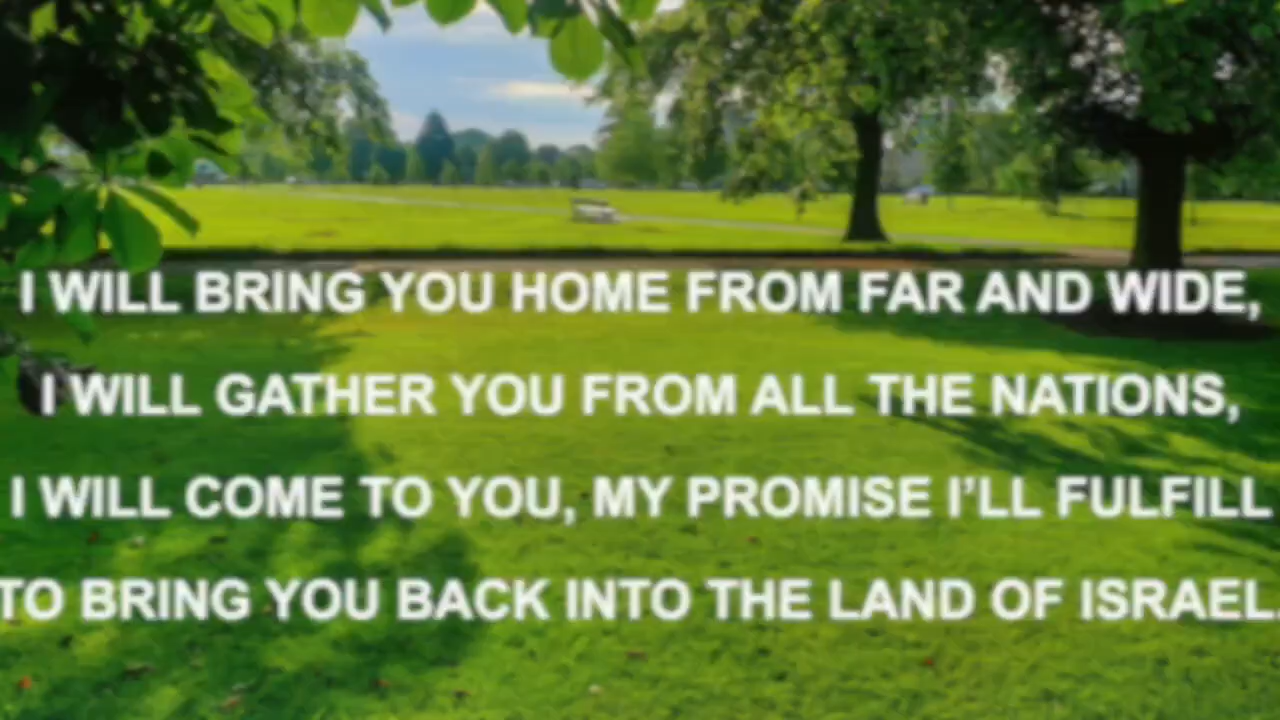 I WILL BRING YOU HOME FROM FAR AND WIDE,
I WILL GATHER YOU FROM ALL THE NATIONS,
I WILL COME TO YOU, MY PROMISE I’LL FULFILL
TO BRING YOU BACK INTO THE LAND OF ISRAEL.